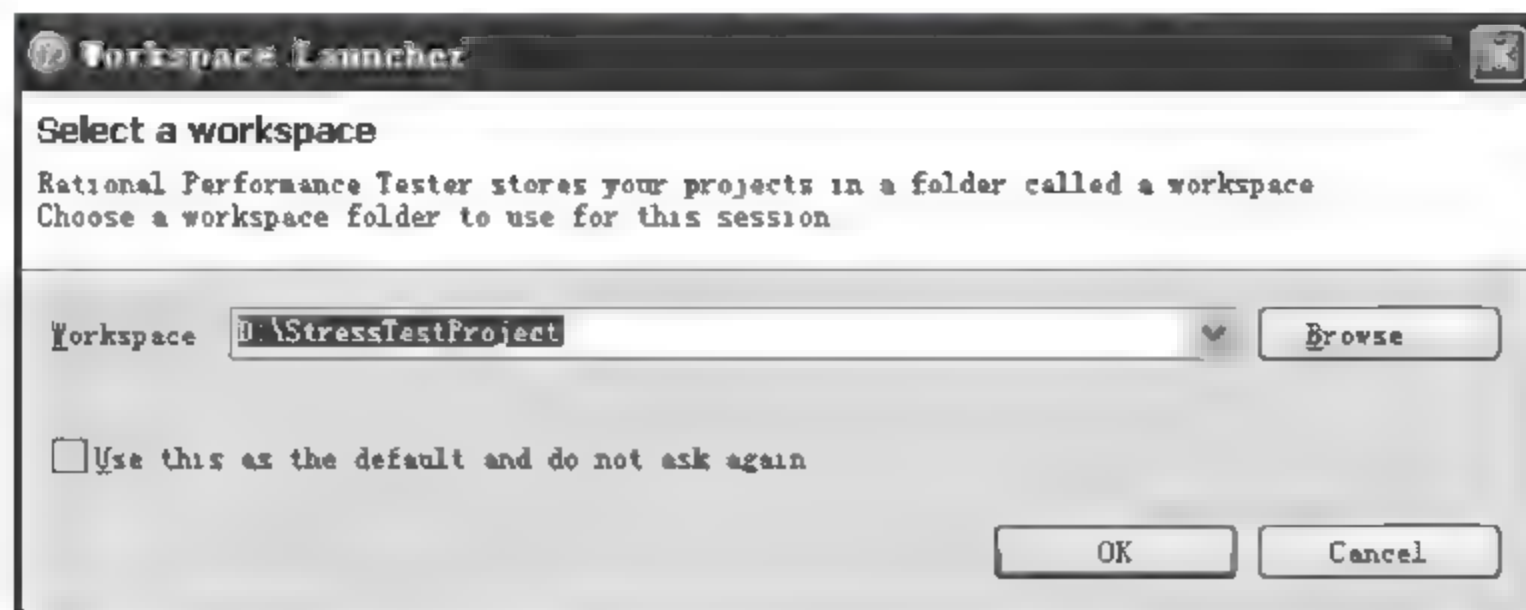 Workspace Launcher
Select a workspace
Rational Performance Tester stores your projects in a folder called a workspace
Choose a workspace folder to use for this session
Workspace
D:\StressTestProject
Browse
Use this as the default and do not ask again
OK
Cancel